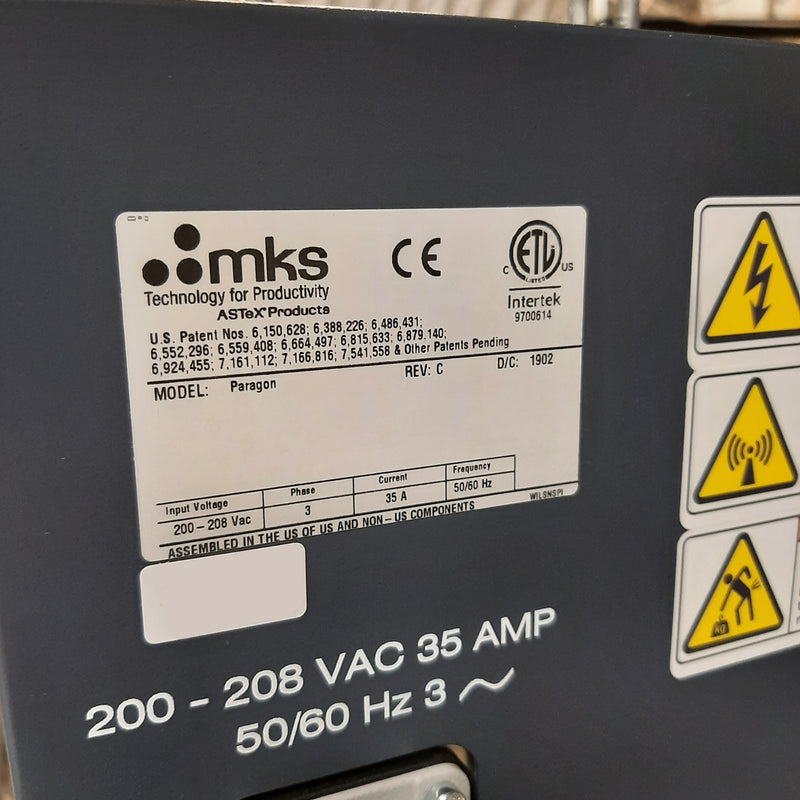 mks
Technology for Productivity
ASTeX® Products
CE
C ETL US
LISTED
Intertek
9700614
U.S. Patent Nos. 6,150,628; 6,388,226; 6,486,431;
6,552,296; 6,559,408; 6,664,497; 6,815,633; 6,879,140;
6,924,455; 7,161,112; 7,166,816; 7,541,558 & Other Patents Pending
MODEL: Paragon REV: C D/C: 1902
Input Voltage Phase Current Frequency
200 - 208 Vac 3 35 A 50/60 Hz
WILSNSPI
ASSEMBLED IN THE US OF US AND NON-US COMPONENTS
200 - 208 VAC 35 AMP
50/60 Hz 3 ~
kg